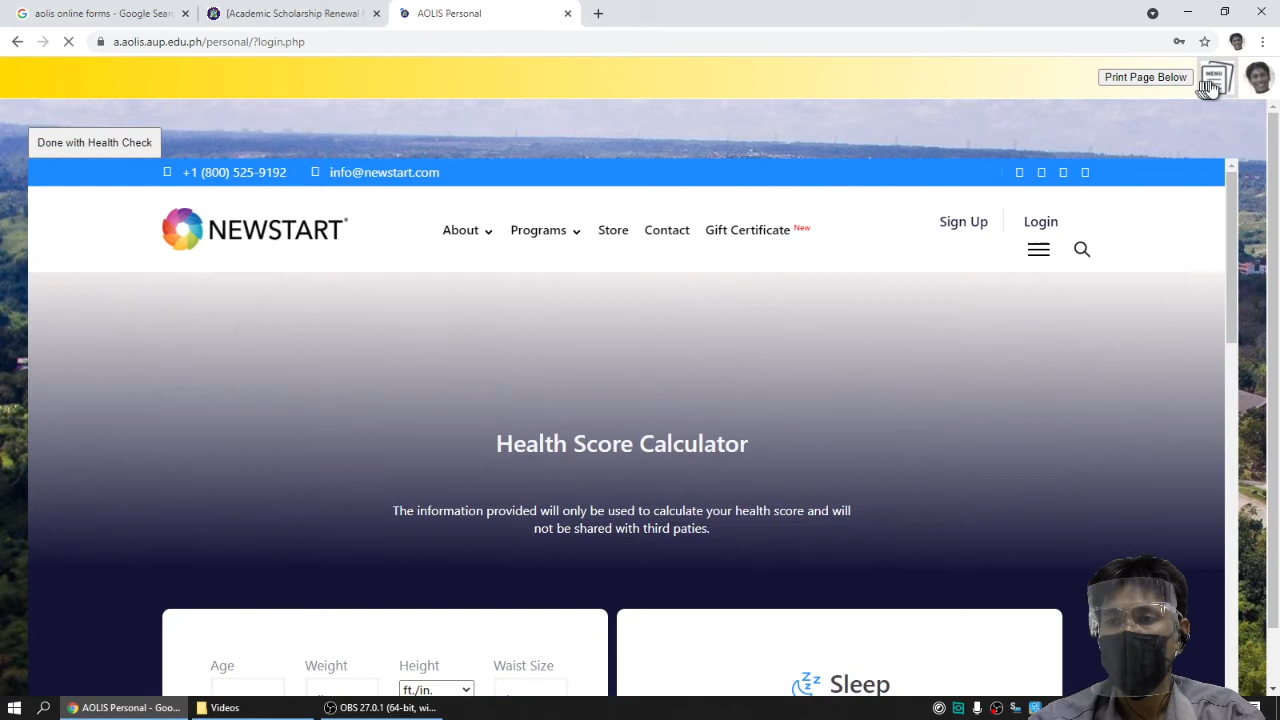 aolis online forms - Google Sear
[Academic Scholarship Renewal F
AOLIS Personal
a.aolis.aup.edu.ph/personal/?login.php
Print Page Below
MENU
Done with Health Check
+1 (800) 525-9192
info@newstart.com
NEWSTART®
About
Programs
Store
Contact
Gift Certificate New
Sign Up
Login
Health Score Calculator
The information provided will only be used to calculate your health score and will
not be shared with third paties.
Age
Weight
Height
Waist Size
ft./in.
Sleep
AOLIS Personal - Goo...
Videos
OBS 27.0.1 (64-bit, wi...